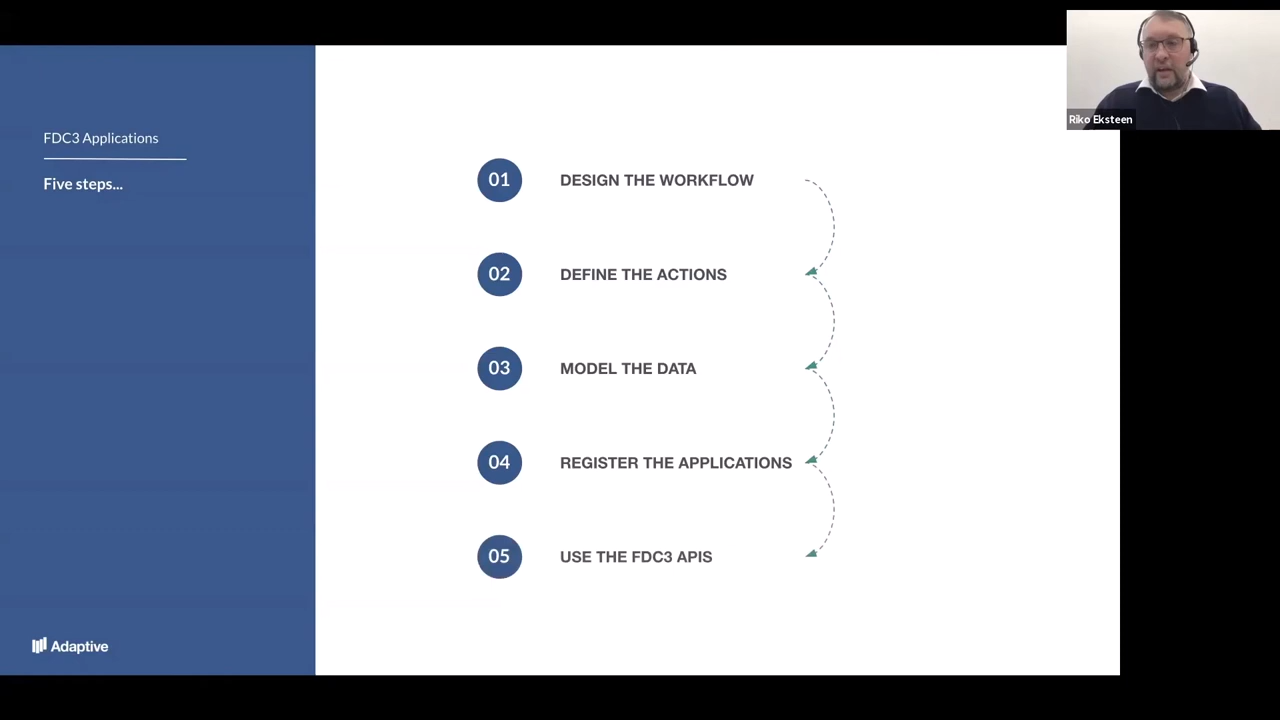 FDC3 Applications
Five steps...
01 DESIGN THE WORKFLOW
02 DEFINE THE ACTIONS
03 MODEL THE DATA
04 REGISTER THE APPLICATIONS
05 USE THE FDC3 APIS
Adaptive
Riko Eksteen